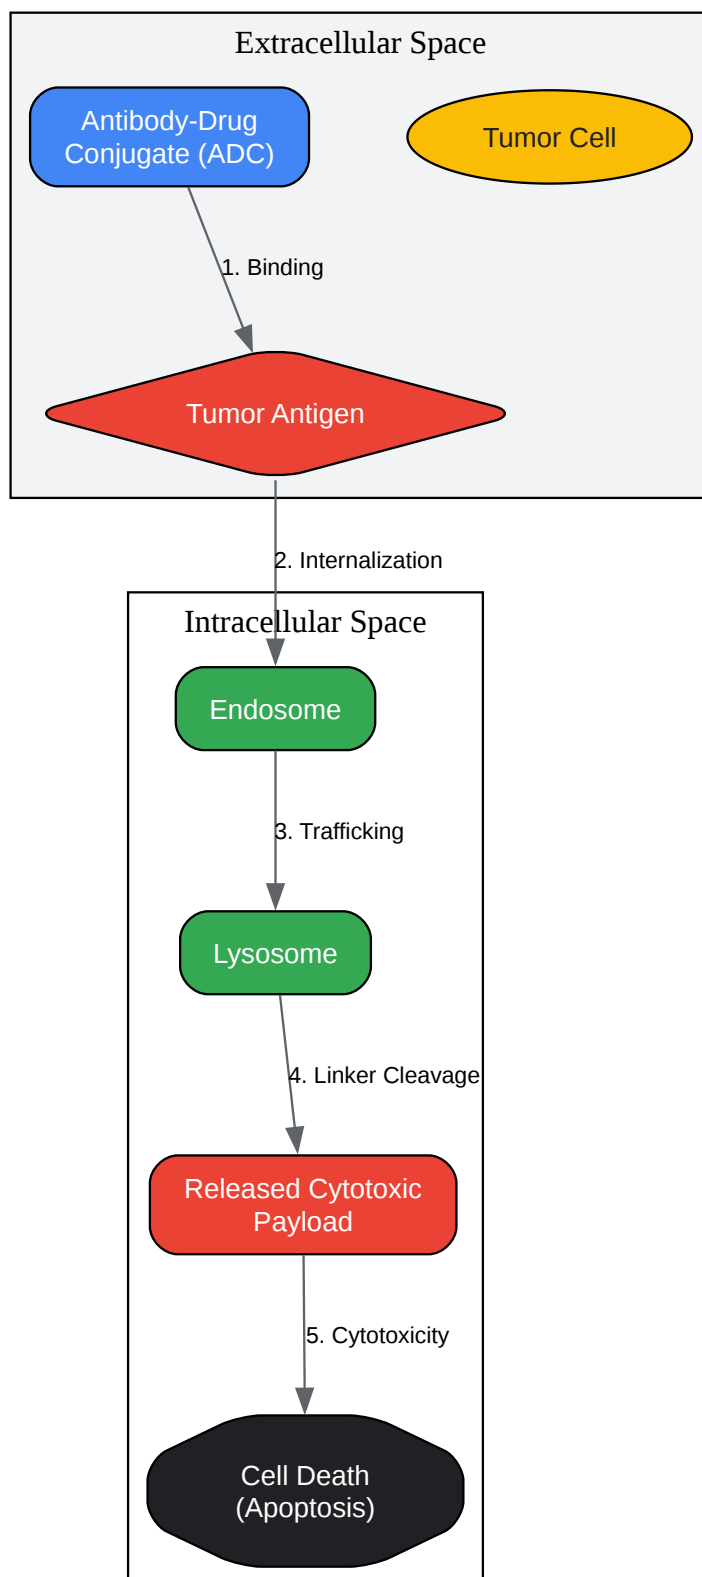 Extracellular Space
Antibody-Drug
Conjugate (ADC)
Tumor Cell
1. Binding
Tumor Antigen
2. Internalization
Intracellular Space
Endosome
3. Trafficking
Lysosome
4. Linker Cleavage
Released Cytotoxic
Payload
5. Cytotoxicity
Cell Death
(Apoptosis)